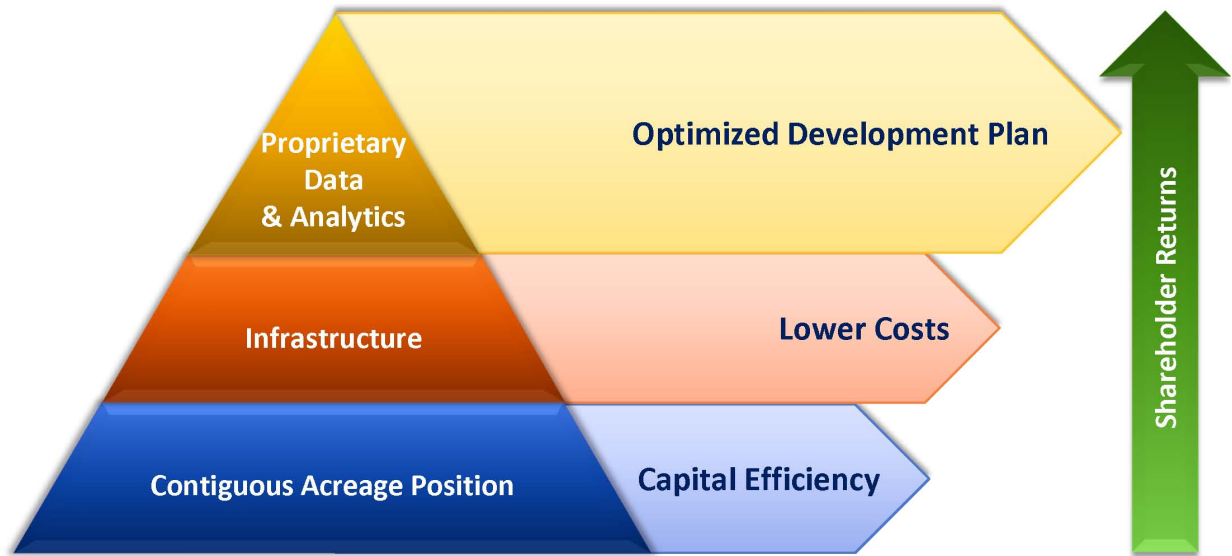 Proprietary
Data
& Analytics
Optimized Development Plan
Infrastructure
Lower Costs
Contiguous Acreage Position
Capital Efficiency
Shareholder Returns